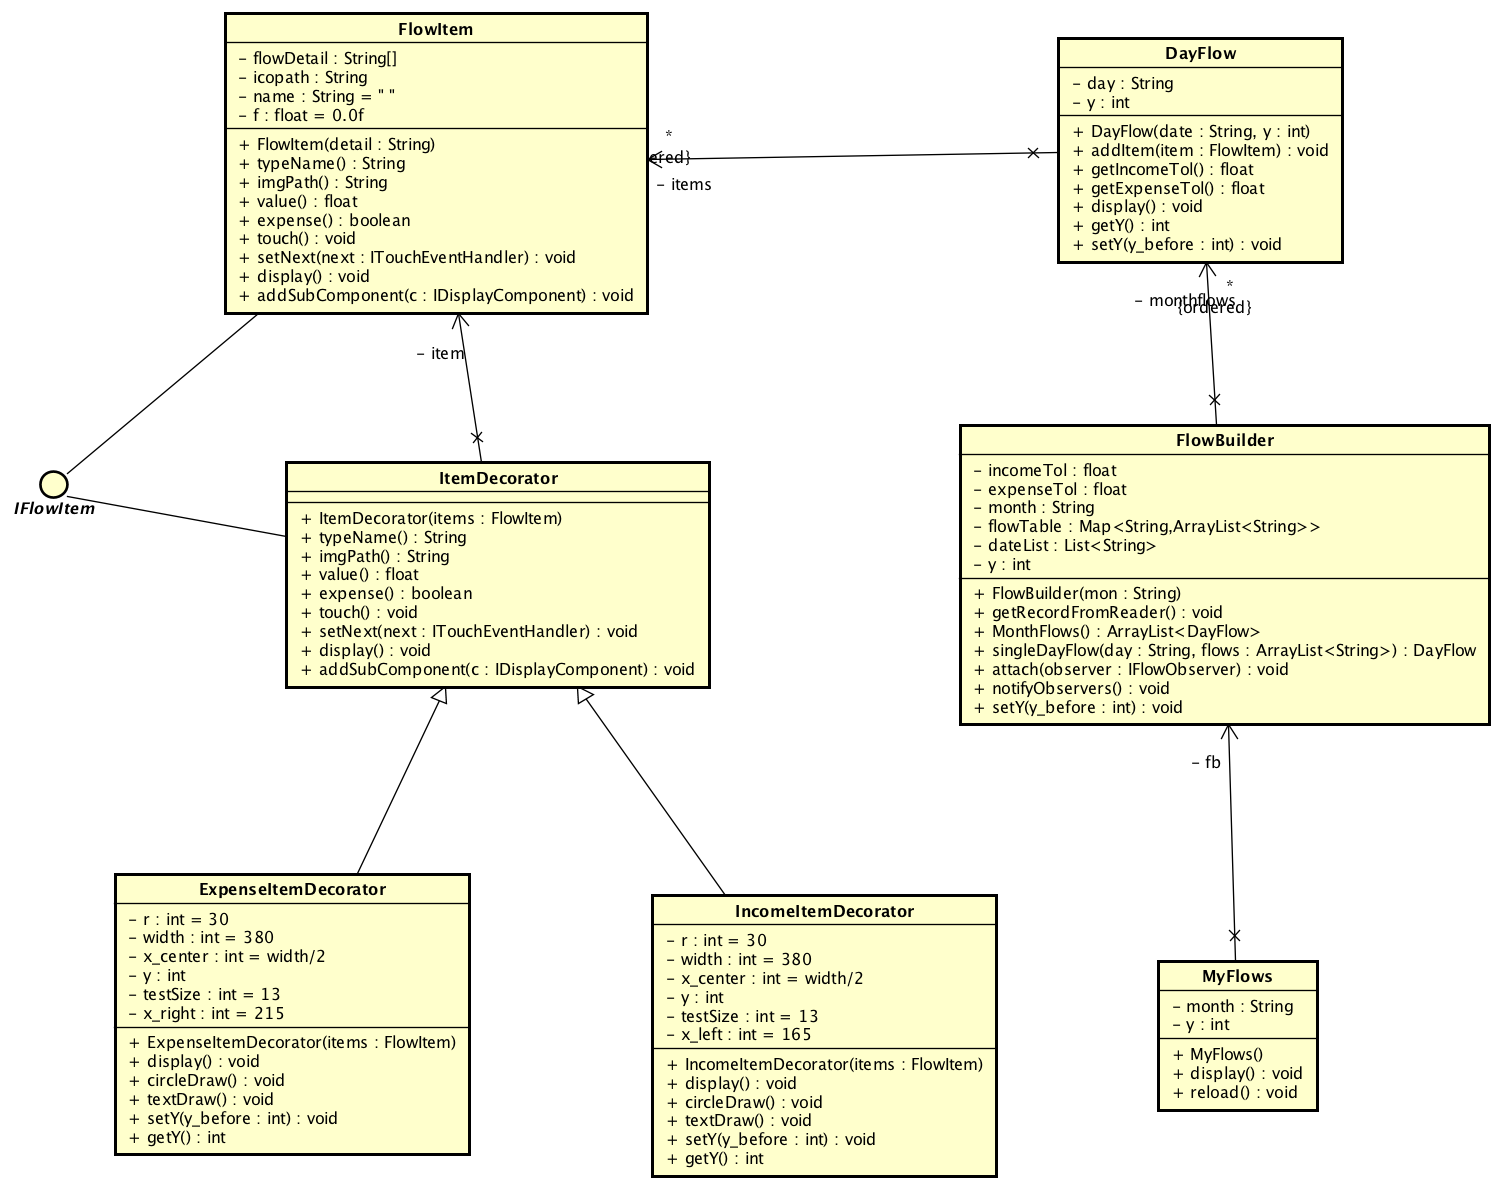 FlowItem
- flowDetail : String[]
- icopath : String
- name : String = " "
- f : float = 0.0f
+ FlowItem(detail : String)
+ typeName() : String
+ imgPath() : String
+ value() : float
+ expense() : boolean
+ touch() : void
+ setNext(next : ITouchEventHandler) : void
+ display() : void
+ addSubComponent(c : IDisplayComponent) : void
*
ered}
- items
DayFlow
- day : String
- y : int
+ DayFlow(date : String, y : int)
+ addItem(item : FlowItem) : void
+ getIncomeTol() : float
+ getExpenseTol() : float
+ display() : void
+ getY() : int
+ setY(y_before : int) : void
*
- monthflows
{ordered}
- item
IFlowItem
ItemDecorator
+ ItemDecorator(items : FlowItem)
+ typeName() : String
+ imgPath() : String
+ value() : float
+ expense() : boolean
+ touch() : void
+ setNext(next : ITouchEventHandler) : void
+ display() : void
+ addSubComponent(c : IDisplayComponent) : void
FlowBuilder
- incomeTol : float
- expenseTol : float
- month : String
- flowTable : Map<String,ArrayList<String>>
- dateList : List<String>
- y : int
+ FlowBuilder(mon : String)
+ getRecordFromReader() : void
+ MonthFlows() : ArrayList<DayFlow>
+ singleDayFlow(day : String, flows : ArrayList<String>) : DayFlow
+ attach(observer : IFlowObserver) : void
+ notifyObservers() : void
+ setY(y_before : int) : void
- fb
ExpenseItemDecorator
- r : int = 30
- width : int = 380
- x_center : int = width/2
- y : int
- testSize : int = 13
- x_right : int = 215
+ ExpenseItemDecorator(items : FlowItem)
+ display() : void
+ circleDraw() : void
+ textDraw() : void
+ setY(y_before : int) : void
+ getY() : int
IncomeItemDecorator
- r : int = 30
- width : int = 380
- x_center : int = width/2
- y : int
- testSize : int = 13
- x_left : int = 165
+ IncomeItemDecorator(items : FlowItem)
+ display() : void
+ circleDraw() : void
+ textDraw() : void
+ setY(y_before : int) : void
+ getY() : int
MyFlows
- month : String
- y : int
+ MyFlows()
+ display() : void
+ reload() : void